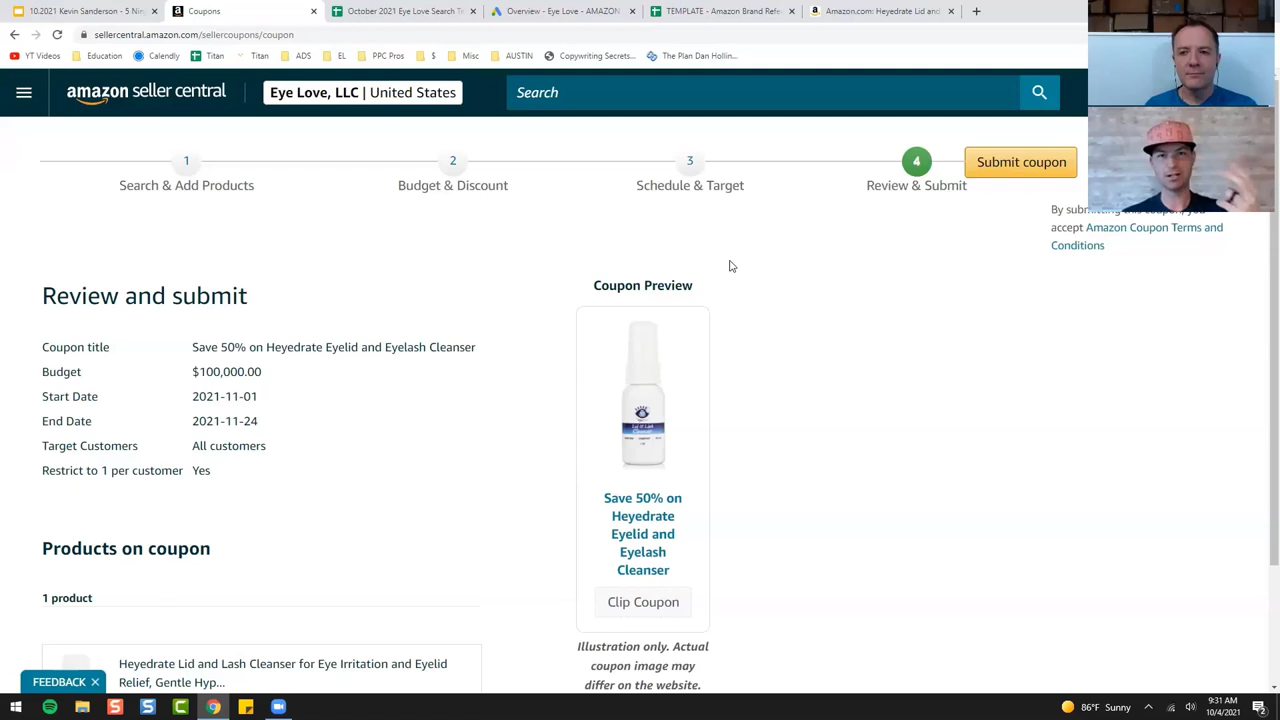 10.2021 Kevin Sanderson - 5 Nin
Coupons
October 2021 Eye Love Search T
Overview - Eye Love - AMAZON
TEMPLATE - Amazon Brand Refe
Amazon.com: Heyedrate Lid and
sellercentral.amazon.com/sellercoupons/coupon
YT Videos
Education
Calendly
Titan
Titan
ADS
EL
PPC Pros
$
Misc
AUSTIN
Copywriting Secrets...
The Plan Dan Hollin...
amazon seller central
Eye Love, LLC | United States
Search
1
2
3
4
Submit coupon
Search & Add Products
Budget & Discount
Schedule & Target
Review & Submit
By submitting this coupon, you
accept Amazon Coupon Terms and
Conditions
Review and submit
Coupon title Save 50% on Heyedrate Eyelid and Eyelash Cleanser
Budget $100,000.00
Start Date 2021-11-01
End Date 2021-11-24
Target Customers All customers
Restrict to 1 per customer Yes
Products on coupon
1 product
Heyedrate Lid and Lash Cleanser for Eye Irritation and Eyelid
Relief, Gentle Hyp...
Coupon Preview
Lid & Lash
Cleanser
Save 50% on
Heyedrate
Eyelid and
Eyelash
Cleanser
Clip Coupon
Illustration only. Actual
coupon image may
differ on the website.
FEEDBACK
86°F Sunny
9:31 AM
10/4/2021
2